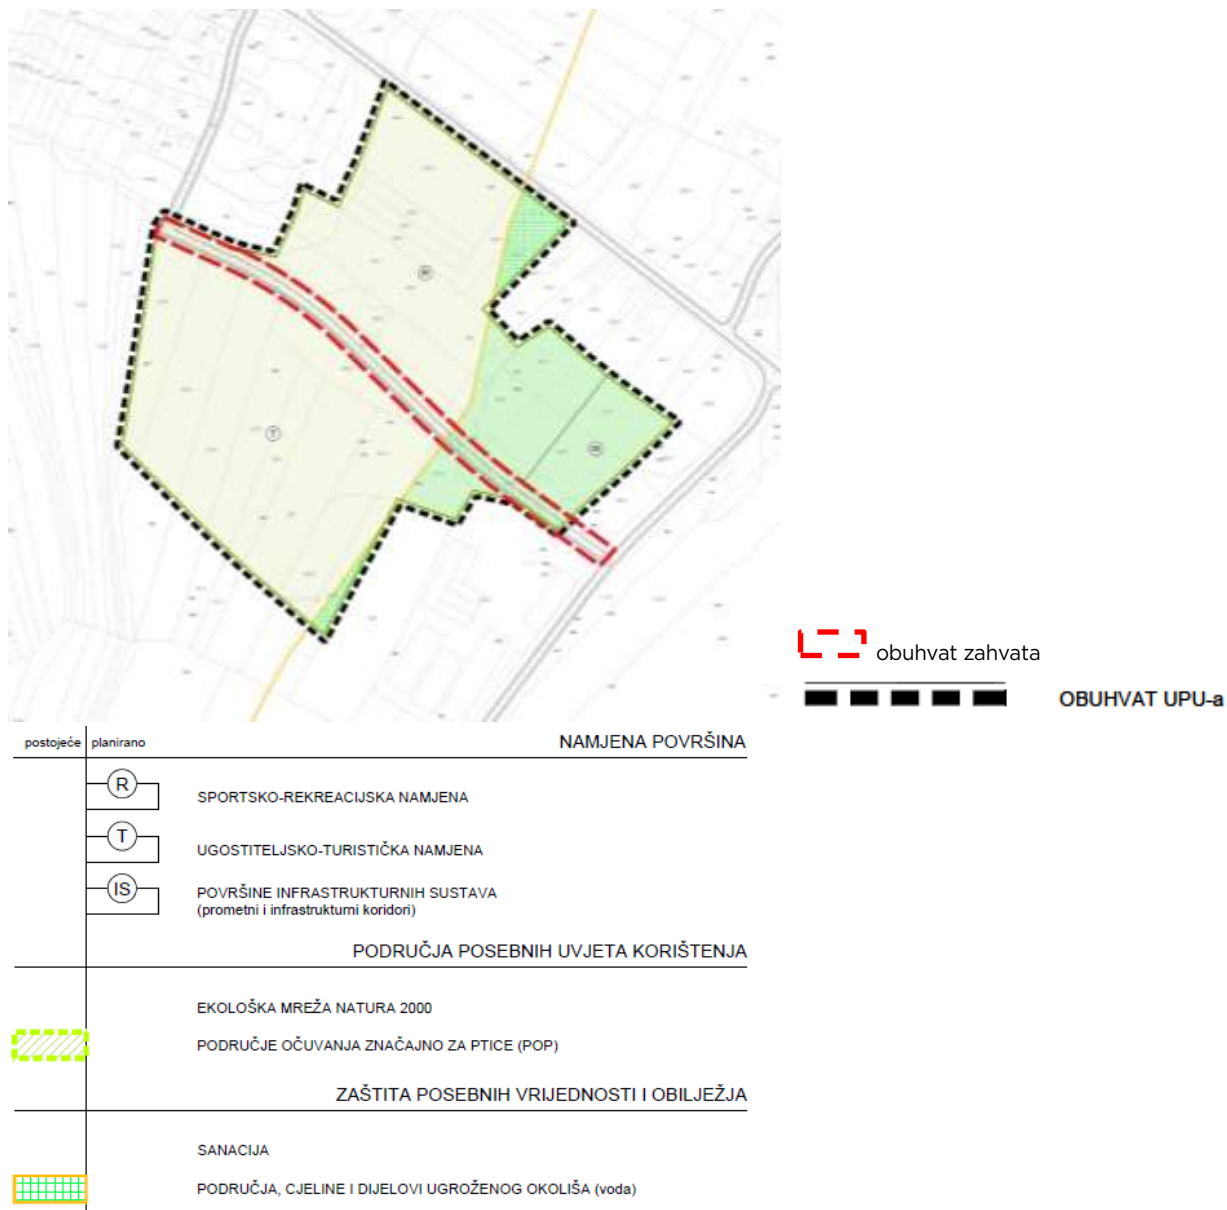 obuhvat zahvata
OBUHVAT UPU-a
postojeće planirano NAMJENA POVRŠINA
R
SPORTSKO-REKREACIJSKA NAMJENA
T
UGOSTITELJSKO-TURISTIČKA NAMJENA
IS
POVRŠINE INFRASTRUKTURNIH SUSTAVA
(prometni i infrastrukturni koridori)
PODRUČJA POSEBNIH UVJETA KORIŠTENJA
EKOLOŠKA MREŽA NATURA 2000
PODRUČJE OČUVANJA ZNAČAJNO ZA PTICE (POP)
ZAŠTITA POSEBNIH VRIJEDNOSTI I OBILJEŽJA
SANACIJA
PODRUČJA, CJELINE I DIJELOVI UGROŽENOG OKOLIŠA (voda)